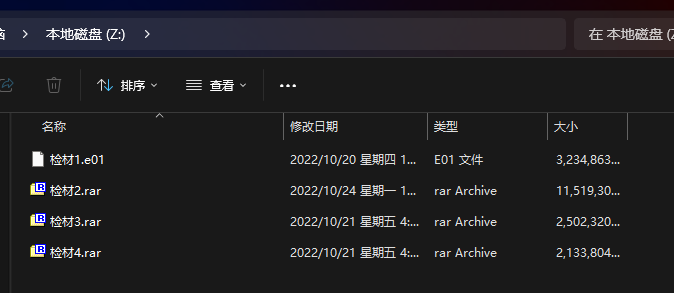 本地磁盘 (Z:)
在 本地磁盘 (Z
排序 查看
名称 修改日期 类型 大小
检材1.e01 2022/10/20 星期四 1... E01 文件 3,234,863...
检材2.rar 2022/10/24 星期一 1... rar Archive 11,519,30...
检材3.rar 2022/10/21 星期五 4:... rar Archive 2,502,320...
检材4.rar 2022/10/21 星期五 4:... rar Archive 2,133,804...